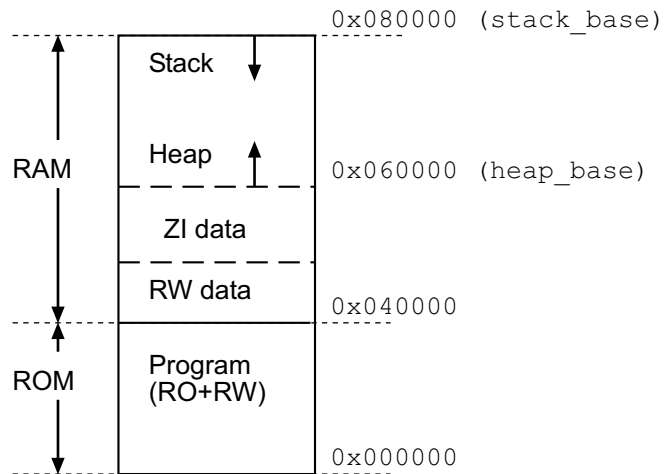 0x080000 (stack_base)
Stack
Heap
RAM
0x060000 (heap_base)
ZI data
RW data
0x040000
Program
(RO+RW)
ROM
0x000000